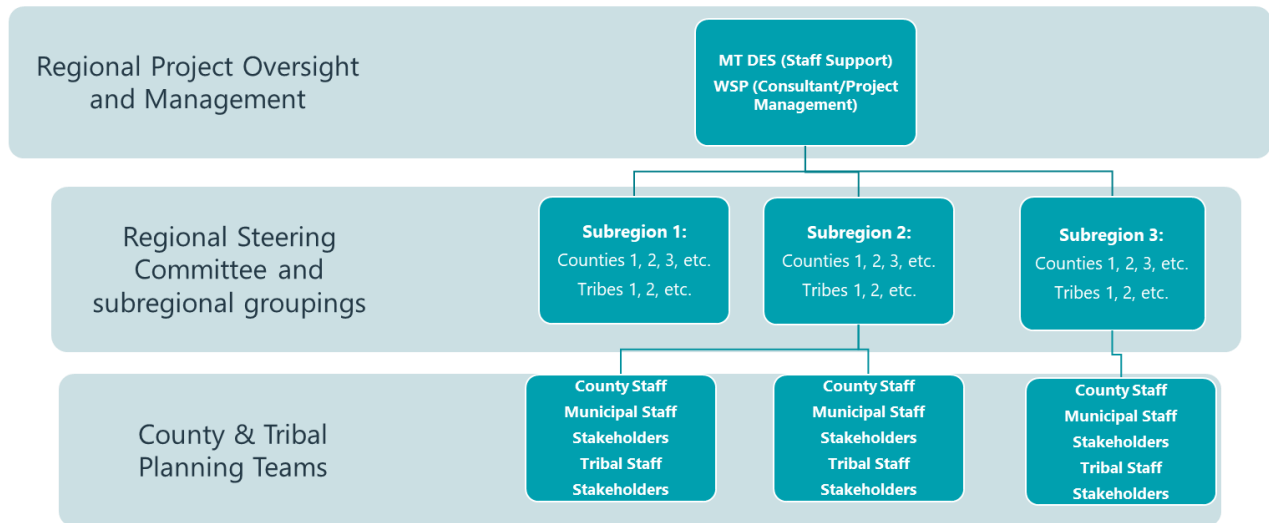 Regional Project Oversight
and Management
MT DES (Staff Support)
WSP (Consultant/Project
Management)
Regional Steering
Committee and
subregional groupings
Subregion 1:
Counties 1, 2, 3, etc.
Tribes 1, 2, etc.
Subregion 2:
Counties 1, 2, 3, etc.
Tribes 1, 2, etc.
Subregion 3:
Counties 1, 2, 3, etc.
Tribes 1, 2, etc.
County & Tribal
Planning Teams
County Staff
Municipal Staff
Stakeholders
Tribal Staff
Stakeholders
County Staff
Municipal Staff
Stakeholders
Tribal Staff
Stakeholders
County Staff
Municipal Staff
Stakeholders
Tribal Staff
Stakeholders